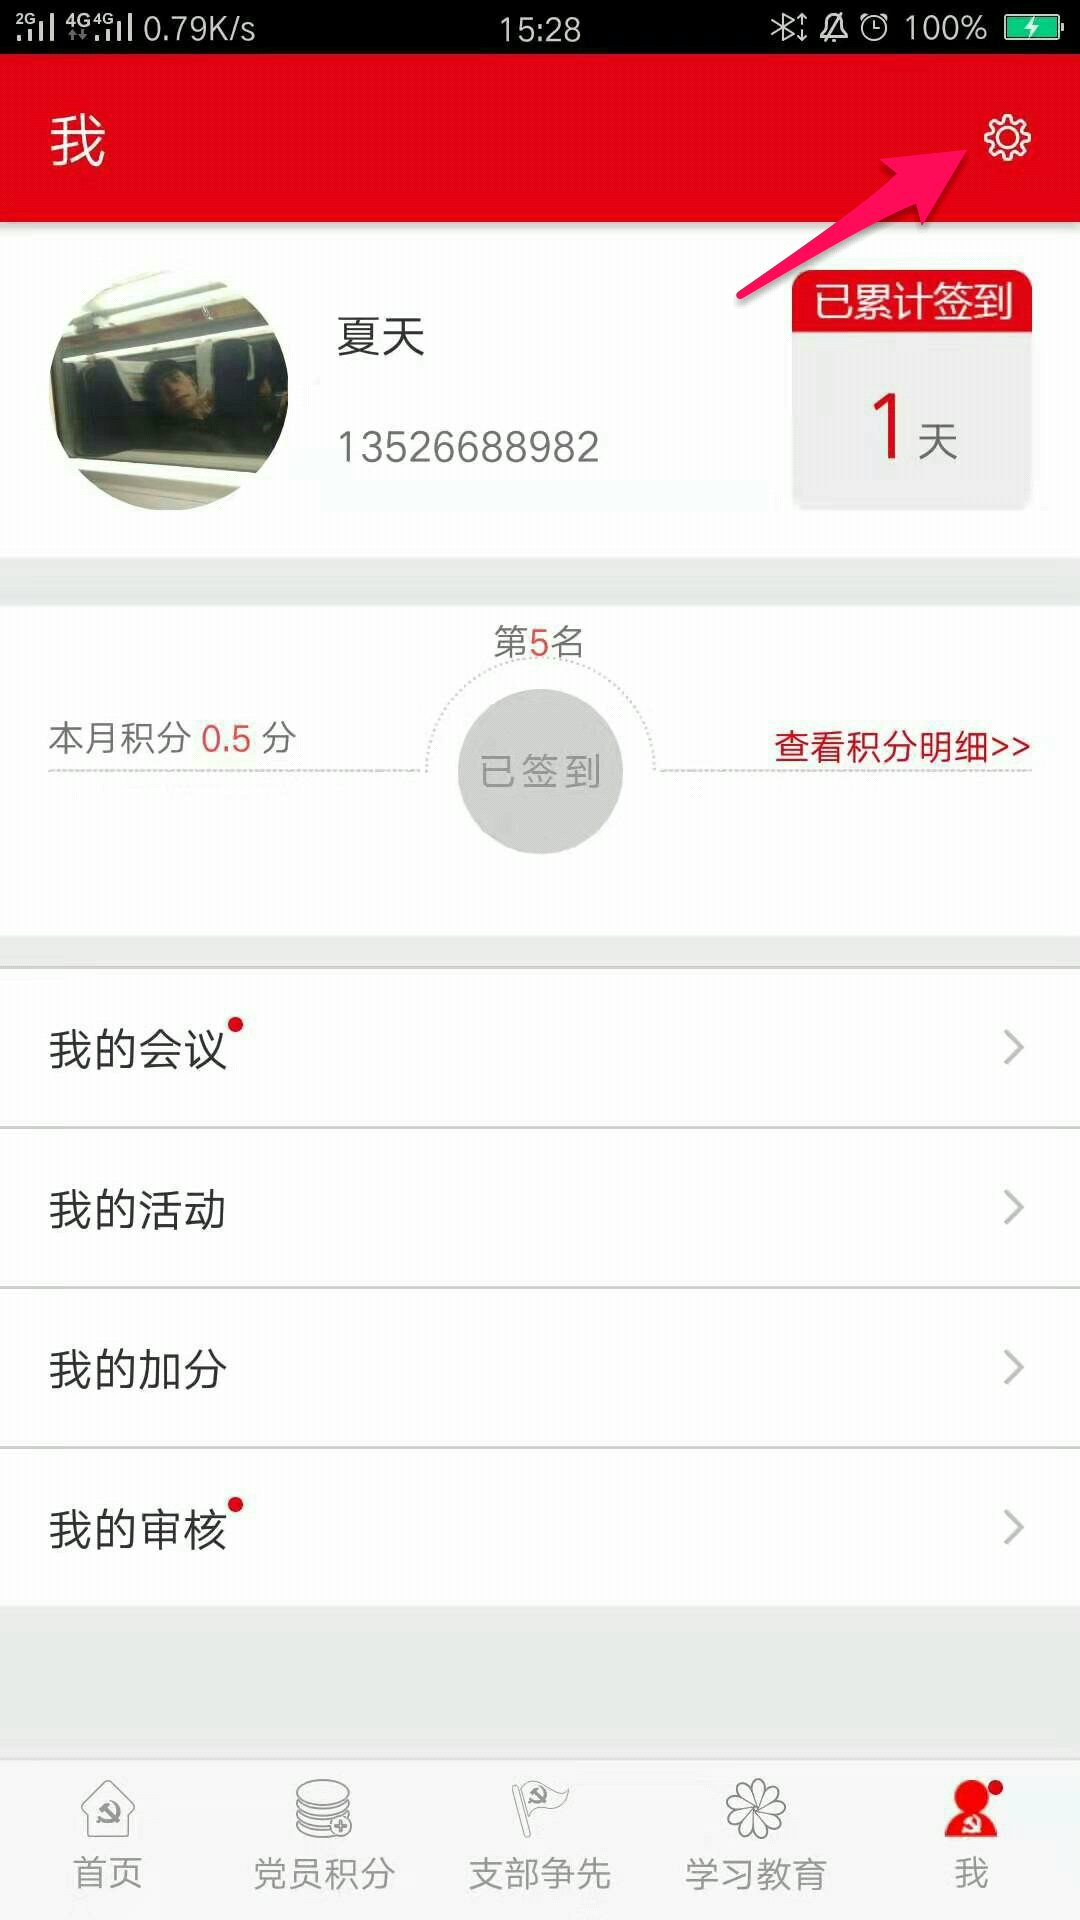 2G 4G 4G 0.79K/s 15:28 100%
我
夏天
13526688982
已累计签到
1天
第5名
本月积分 0.5 分
已签到
查看积分明细>>
我的会议
我的活动
我的加分
我的审核
首页 党员积分 支部争先 学习教育 我